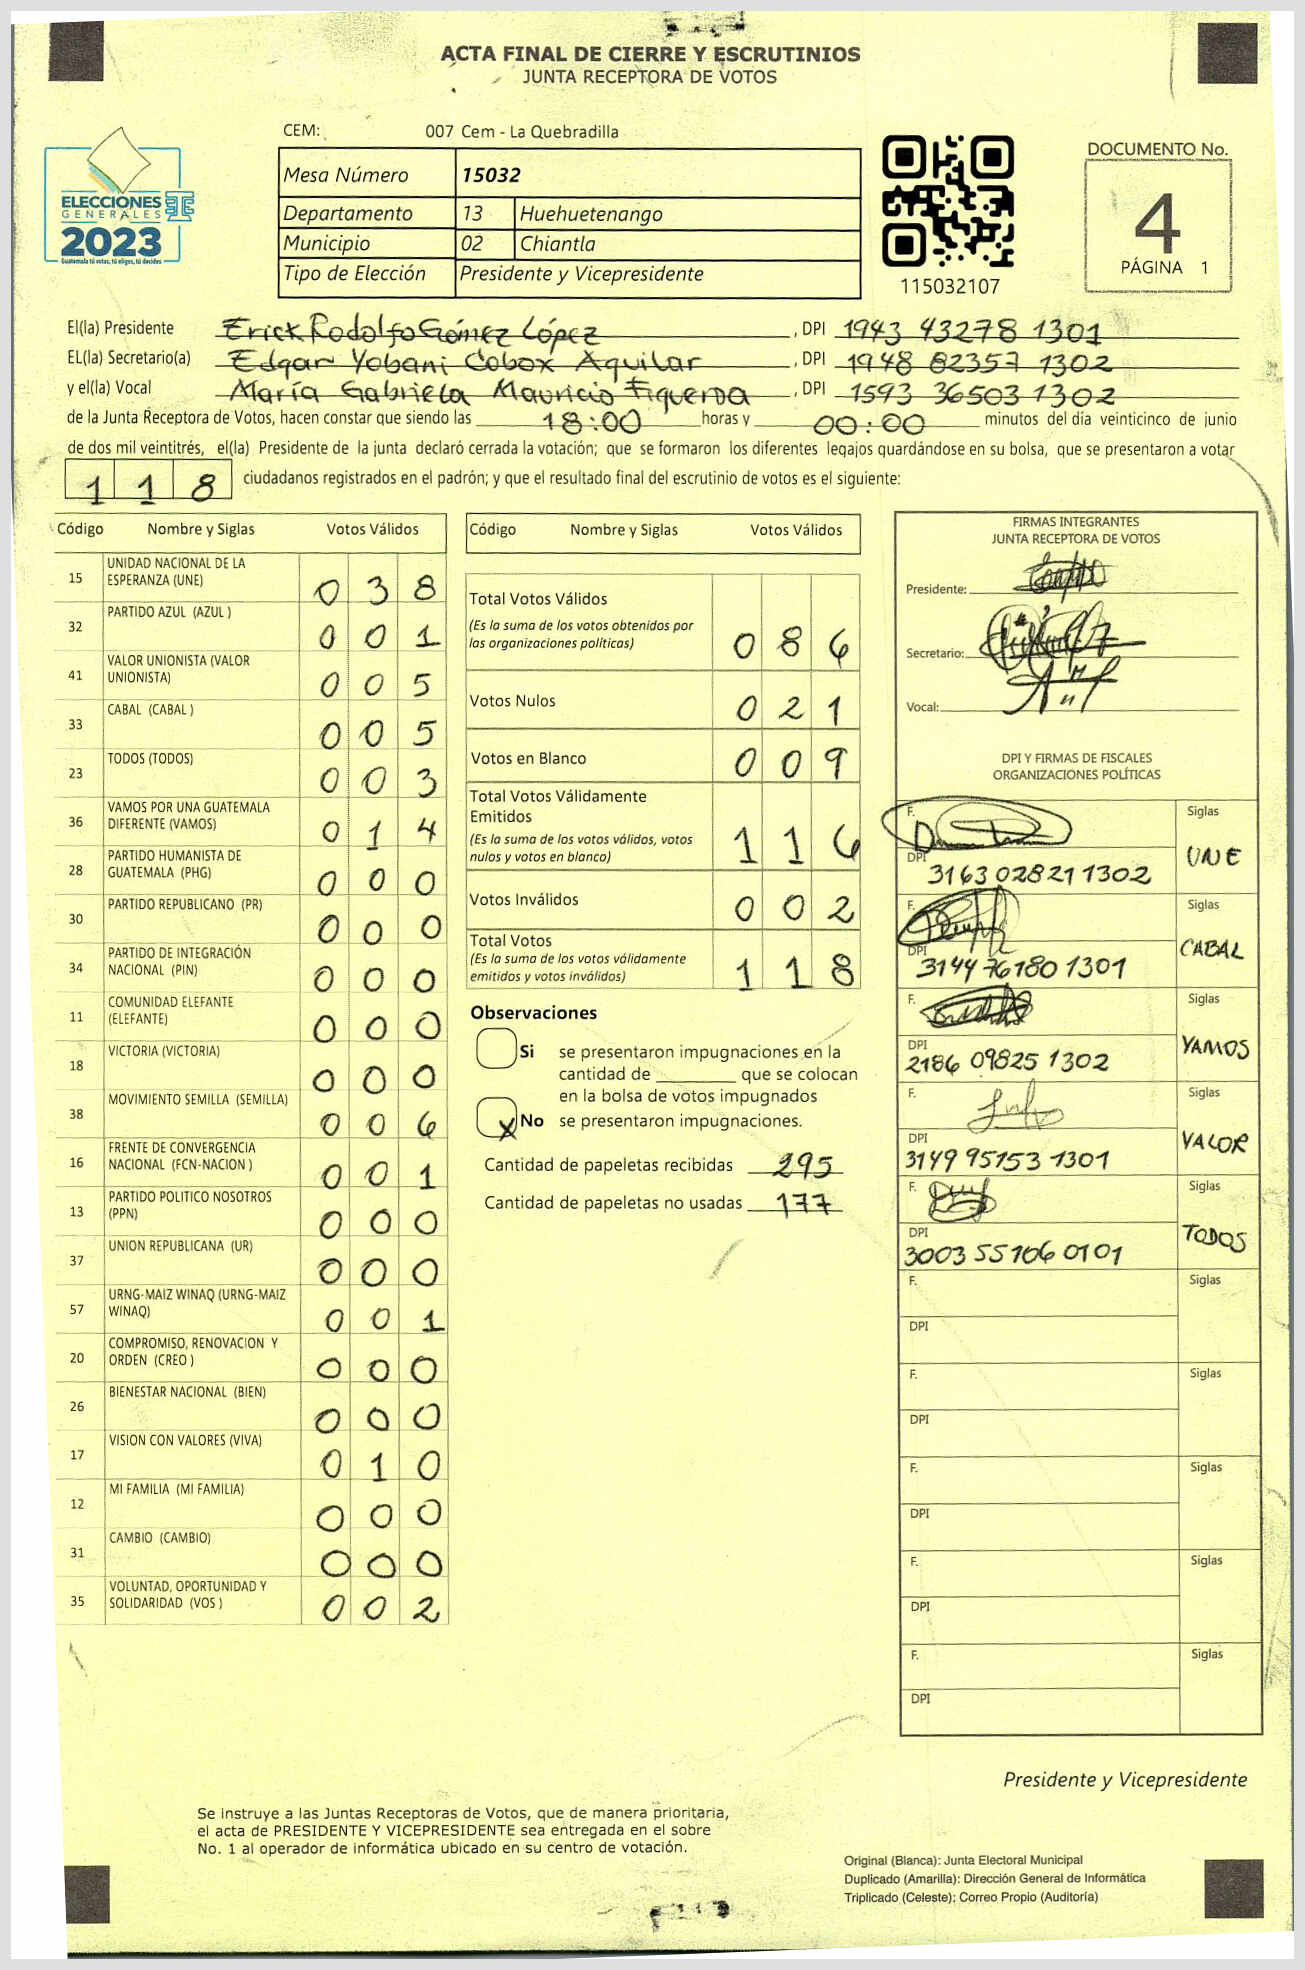 ACTA FINAL DE CIERRE Y ESCRUTINIOS
JUNTA RECEPTORA DE VOTOS
CEM: 007 Cem - La Quebradilla
ELECCIONES
GENERALES
2023
Guatemala tú votas, tú eliges, tú decides
Mesa Número 15032
Departamento 13 Huehuetenango
Municipio 02 Chiantla
Tipo de Elección Presidente y Vicepresidente
115032107
DOCUMENTO No.
4
PÁGINA 1
El(la) Presidente Erick Rodolfo Gómez López , DPI 1943 43278 1301
EL(la) Secretario(a) Edgar Yobani Cobox Aguilar , DPI 1948 82357 1302
y el(la) Vocal María Gabriela Mauricio Figueroa , DPI 1593 36503 1302
de la Junta Receptora de Votos, hacen constar que siendo las 18:00 horas y 00:00 minutos del día veinticinco de junio
de dos mil veintitrés, el(la) Presidente de la junta declaró cerrada la votación; que se formaron los diferentes legajos quardándose en su bolsa, que se presentaron a votar
118 ciudadanos registrados en el padrón; y que el resultado final del escrutinio de votos es el siguiente:
Código Nombre y Siglas Votos Válidos
15 UNIDAD NACIONAL DE LA
ESPERANZA (UNE) 0 3 8
32 PARTIDO AZUL (AZUL ) 0 0 1
41 VALOR UNIONISTA (VALOR
UNIONISTA) 0 0 5
33 CABAL (CABAL ) 0 0 5
23 TODOS (TODOS) 0 0 3
36 VAMOS POR UNA GUATEMALA
DIFERENTE (VAMOS) 0 1 4
28 PARTIDO HUMANISTA DE
GUATEMALA (PHG) 0 0 0
30 PARTIDO REPUBLICANO (PR) 0 0 0
34 PARTIDO DE INTEGRACIÓN
NACIONAL (PIN) 0 0 0
11 COMUNIDAD ELEFANTE
(ELEFANTE) 0 0 0
18 VICTORIA (VICTORIA) 0 0 0
38 MOVIMIENTO SEMILLA (SEMILLA) 0 0 6
16 FRENTE DE CONVERGENCIA
NACIONAL (FCN-NACION ) 0 0 1
13 PARTIDO POLITICO NOSOTROS
(PPN) 0 0 0
37 UNION REPUBLICANA (UR) 0 0 0
57 URNG-MAIZ WINAQ (URNG-MAIZ
WINAQ) 0 0 1
20 COMPROMISO, RENOVACION Y
ORDEN (CREO ) 0 0 0
26 BIENESTAR NACIONAL (BIEN) 0 0 0
17 VISION CON VALORES (VIVA) 0 1 0
12 MI FAMILIA (MI FAMILIA) 0 0 0
31 CAMBIO (CAMBIO) 0 0 0
35 VOLUNTAD, OPORTUNIDAD Y
SOLIDARIDAD (VOS ) 0 0 2
Código Nombre y Siglas Votos Válidos
Total Votos Válidos
(Es la suma de los votos obtenidos por
las organizaciones políticas) 0 8 6
Votos Nulos 0 2 1
Votos en Blanco 0 0 9
Total Votos Válidamente
Emitidos
(Es la suma de los votos válidos, votos
nulos y votos en blanco) 1 1 6
Votos Inválidos 0 0 2
Total Votos
(Es la suma de los votos válidamente
emitidos y votos inválidos) 1 1 8
Observaciones
Si se presentaron impugnaciones en la
cantidad de ________ que se colocan
en la bolsa de votos impugnados
X No se presentaron impugnaciones.
Cantidad de papeletas recibidas 295
Cantidad de papeletas no usadas 177
FIRMAS INTEGRANTES
JUNTA RECEPTORA DE VOTOS
Presidente:
Secretario:
Vocal:
DPI Y FIRMAS DE FISCALES
ORGANIZACIONES POLÍTICAS
F. Siglas
DPI 3163 02821 1302 UNE
F. Siglas
DPI 3144 76180 1301 CABAL
F. Siglas
DPI 2186 09825 1302 VAMOS
F. Siglas
DPI 3149 95153 1301 VALOR
F. Siglas
DPI 3003 55106 0101 TODOS
F. Siglas
DPI
F. Siglas
DPI
F. Siglas
DPI
F. Siglas
DPI
F. Siglas
DPI
Presidente y Vicepresidente
Se instruye a las Juntas Receptoras de Votos, que de manera prioritaria,
el acta de PRESIDENTE Y VICEPRESIDENTE sea entregada en el sobre
No. 1 al operador de informática ubicado en su centro de votación.
Original (Blanca): Junta Electoral Municipal
Duplicado (Amarilla): Dirección General de Informática
Triplicado (Celeste): Correo Propio (Auditoría)